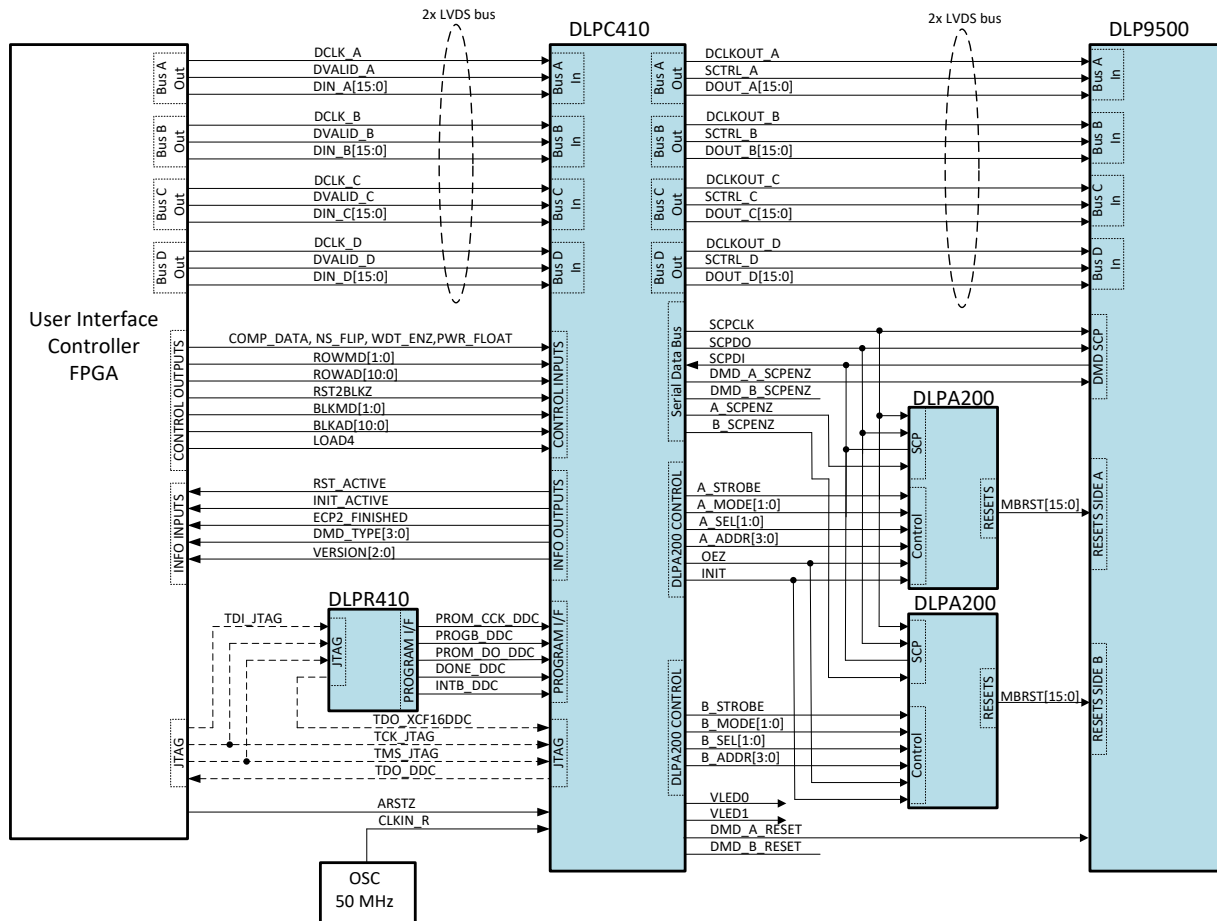 2x LVDS bus
2x LVDS bus
DLPC410
DLP9500
User Interface
Controller
FPGA
Bus A
Out
Bus B
Out
Bus C
Out
Bus D
Out
CONTROL OUTPUTS
INFO INPUTS
JTAG
DCLK_A
DVALID_A
DIN_A[15:0]
DCLK_B
DVALID_B
DIN_B[15:0]
DCLK_C
DVALID_C
DIN_C[15:0]
DCLK_D
DVALID_D
DIN_D[15:0]
COMP_DATA, NS_FLIP, WDT_ENZ,PWR_FLOAT
ROWMD[1:0]
ROWAD[10:0]
RST2BLKZ
BLKMD[1:0]
BLKAD[10:0]
LOAD4
RST_ACTIVE
INIT_ACTIVE
ECP2_FINISHED
DMD_TYPE[3:0]
VERSION[2:0]
DLPR410
TDI_JTAG
JTAG
PROGRAM I/F
PROM_CCK_DDC
PROGB_DDC
PROM_DO_DDC
DONE_DDC
INTB_DDC
TDO_XCF16DDC
TCK_JTAG
TMS_JTAG
TDO_DDC
ARSTZ
CLKIN_R
OSC
50 MHz
Bus A
In
Bus B
In
Bus C
In
Bus D
In
CONTROL INPUTS
INFO OUTPUTS
PROGRAM I/F
JTAG
Bus A
Out
Bus B
Out
Bus C
Out
Bus D
Out
Serial Data Bus
DLPA200 CONTROL
DLPA200 CONTROL
DCLKOUT_A
SCTRL_A
DOUT_A[15:0]
DCLKOUT_B
SCTRL_B
DOUT_B[15:0]
DCLKOUT_C
SCTRL_C
DOUT_C[15:0]
DCLKOUT_D
SCTRL_D
DOUT_D[15:0]
SCPCLK
SCPDO
SCPDI
DMD_A_SCPENZ
DMD_B_SCPENZ
A_SCPENZ
B_SCPENZ
A_STROBE
A_MODE[1:0]
A_SEL[1:0]
A_ADDR[3:0]
OEZ
INIT
B_STROBE
B_MODE[1:0]
B_SEL[1:0]
B_ADDR[3:0]
VLED0
VLED1
DMD_A_RESET
DMD_B_RESET
DLPA200
SCP
Control
RESETS
MBRST[15:0]
DLPA200
SCP
Control
RESETS
MBRST[15:0]
Bus A
In
Bus B
In
Bus C
In
Bus D
In
DMD SCP
RESETS SIDE A
RESETS SIDE B